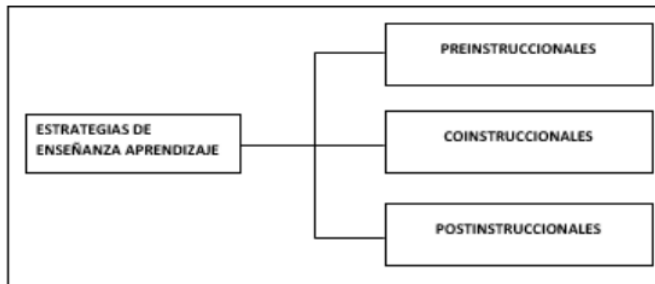 PREINSTRUCCIONALES
ESTRATEGIAS DE
ENSEÑANZA APRENDIZAJE
COINSTRUCCIONALES
POSTINSTRUCCIONALES